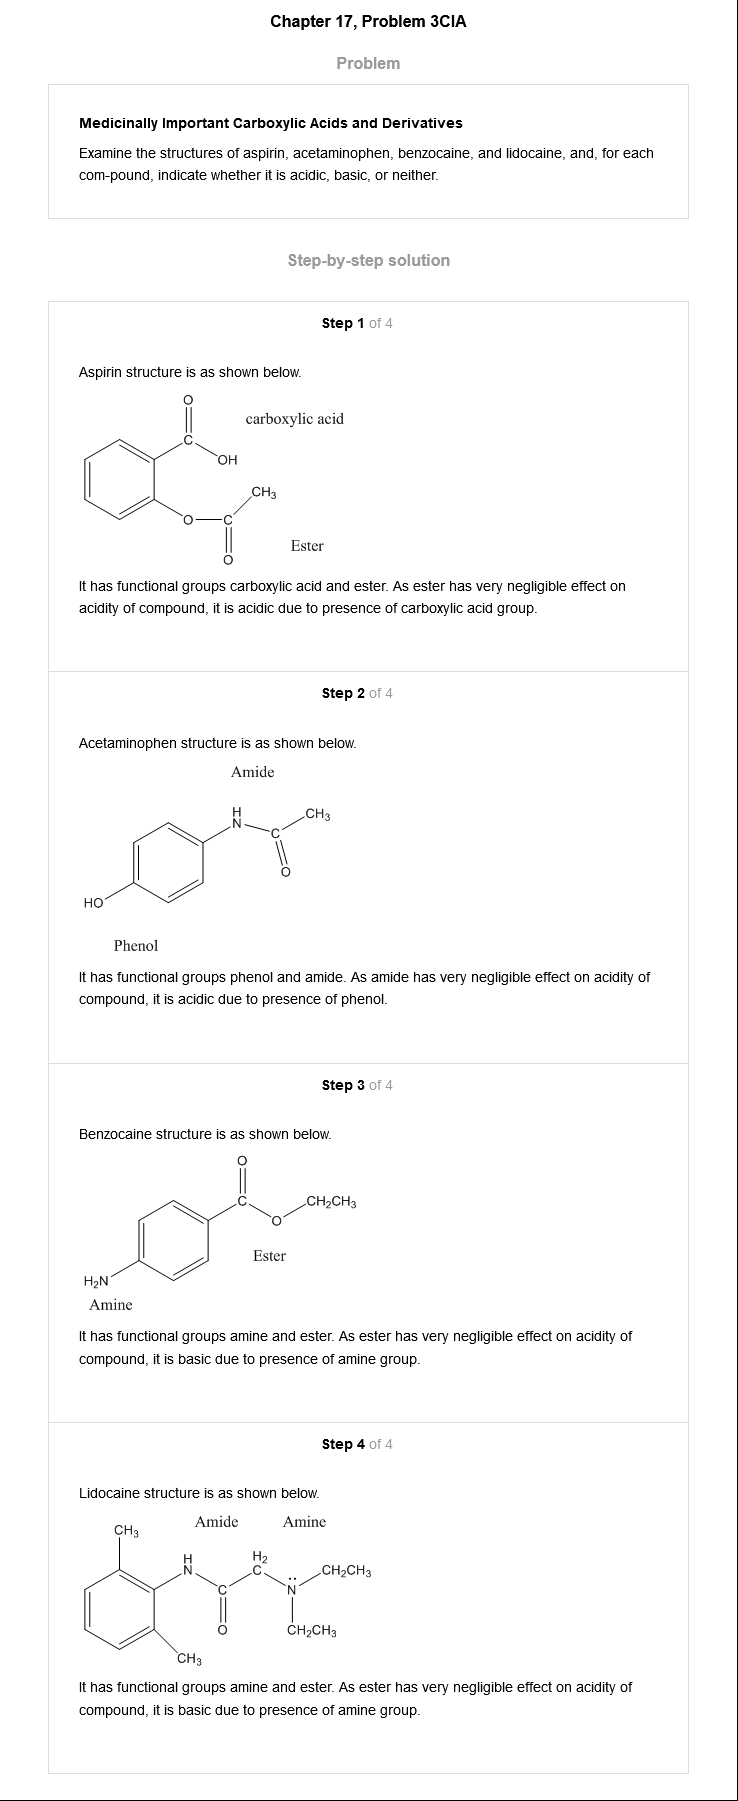 Chapter 17, Problem 3CIA
Problem
Medicinally Important Carboxylic Acids and Derivatives
Examine the structures of aspirin, acetaminophen, benzocaine, and lidocaine, and, for each
com-pound, indicate whether it is acidic, basic, or neither.
Step-by-step solution
Step 1 of 4
Aspirin structure is as shown below.
O
carboxylic acid
C
OH
CH3
O
C
Ester
O
It has functional groups carboxylic acid and ester. As ester has very negligible effect on
acidity of compound, it is acidic due to presence of carboxylic acid group.
Step 2 of 4
Acetaminophen structure is as shown below.
Amide
H
N
CH3
C
O
HO
Phenol
It has functional groups phenol and amide. As amide has very negligible effect on acidity of
compound, it is acidic due to presence of phenol.
Step 3 of 4
Benzocaine structure is as shown below.
O
C
CH2CH3
O
Ester
H2N
Amine
It has functional groups amine and ester. As ester has very negligible effect on acidity of
compound, it is basic due to presence of amine group.
Step 4 of 4
Lidocaine structure is as shown below.
Amide Amine
CH3
H H2
N C CH2CH3
C N
O CH2CH3
CH3
It has functional groups amine and ester. As ester has very negligible effect on acidity of
compound, it is basic due to presence of amine group.